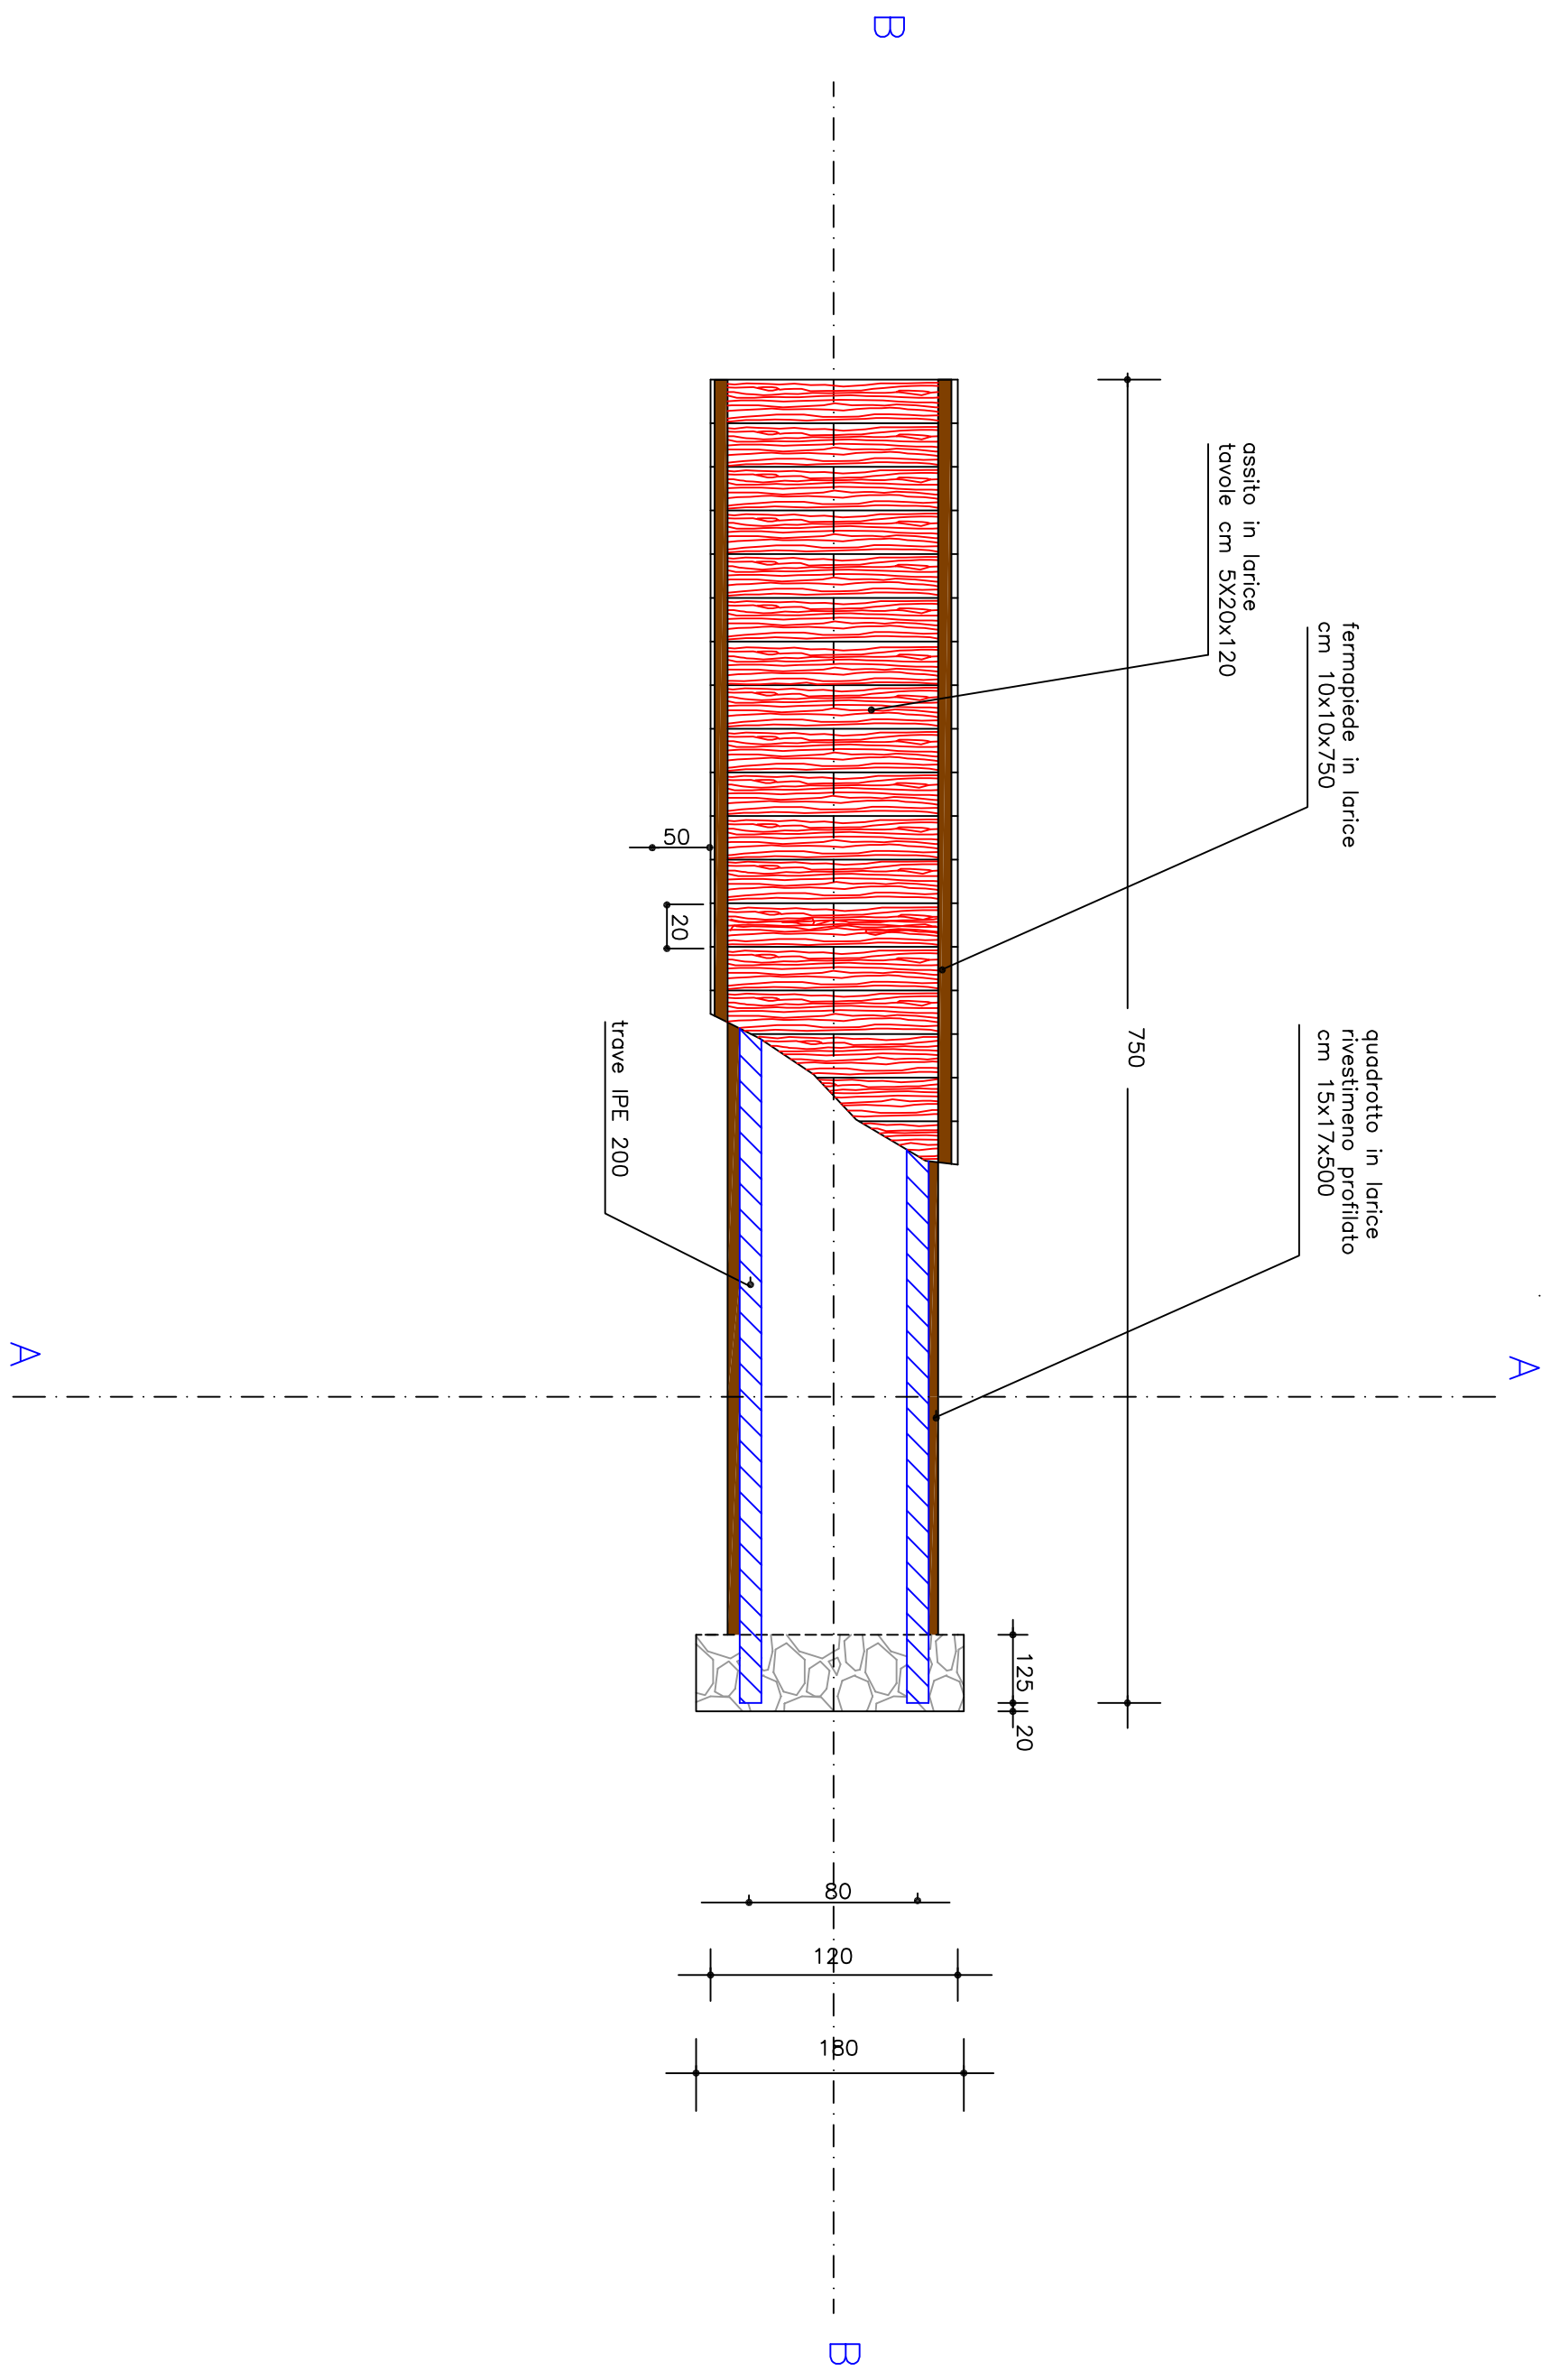 B
assito in larice
tavole cm 5X20x120
fermapiede in larice
cm 10x10x750
50
20
750
quadrotto in larice
rivestimeno profilato
cm 15x17x500
trave IPE 200
A
A
125
20
80
120
180
B